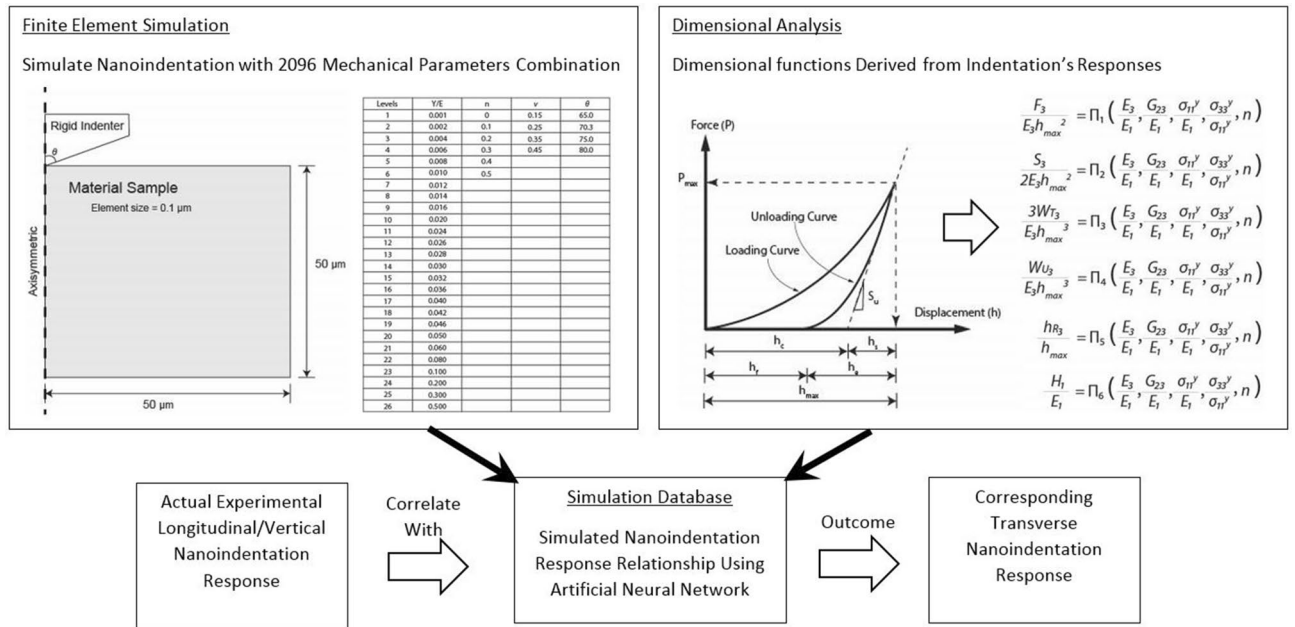 Finite Element Simulation
Simulate Nanoindentation with 2096 Mechanical Parameters Combination
Rigid Indenter
θ
Material Sample
Element size = 0.1 μm
Axisymmetric
50 μm
50 μm
Levels Y/E n v θ
1 0.001 0 0.15 65.0
2 0.002 0.1 0.25 70.3
3 0.004 0.2 0.35 75.0
4 0.006 0.3 0.45 80.0
5 0.008 0.4
6 0.010 0.5
7 0.012
8 0.014
9 0.016
10 0.020
11 0.024
12 0.026
13 0.028
14 0.030
15 0.032
16 0.036
17 0.040
18 0.042
19 0.046
20 0.050
21 0.060
22 0.080
23 0.100
24 0.200
25 0.300
26 0.500
Dimensional Analysis
Dimensional functions Derived from Indentation's Responses
Force (P)
Pmax
Unloading Curve
Loading Curve
Su
Displacement (h)
hc hs
hr he
hmax
F3/E3hmax² = Π1 ( E3/E1, G23/E1, σ11ʸ/E1, σ33ʸ/σ11ʸ, n)
S3/2E3hmax² = Π2 ( E3/E1, G23/E1, σ11ʸ/E1, σ33ʸ/σ11ʸ, n)
3WT3/E3hmax³ = Π3 ( E3/E1, G23/E1, σ11ʸ/E1, σ33ʸ/σ11ʸ, n)
WU3/E3hmax³ = Π4 ( E3/E1, G23/E1, σ11ʸ/E1, σ33ʸ/σ11ʸ, n)
hR3/hmax = Π5 ( E3/E1, G23/E1, σ11ʸ/E1, σ33ʸ/σ11ʸ, n)
H1/E1 = Π6 ( E3/E1, G23/E1, σ11ʸ/E1, σ33ʸ/σ11ʸ, n)
Actual Experimental
Longitudinal/Vertical
Nanoindentation
Response
Correlate
With
Simulation Database
Simulated Nanoindentation
Response Relationship Using
Artificial Neural Network
Outcome
Corresponding
Transverse
Nanoindentation
Response